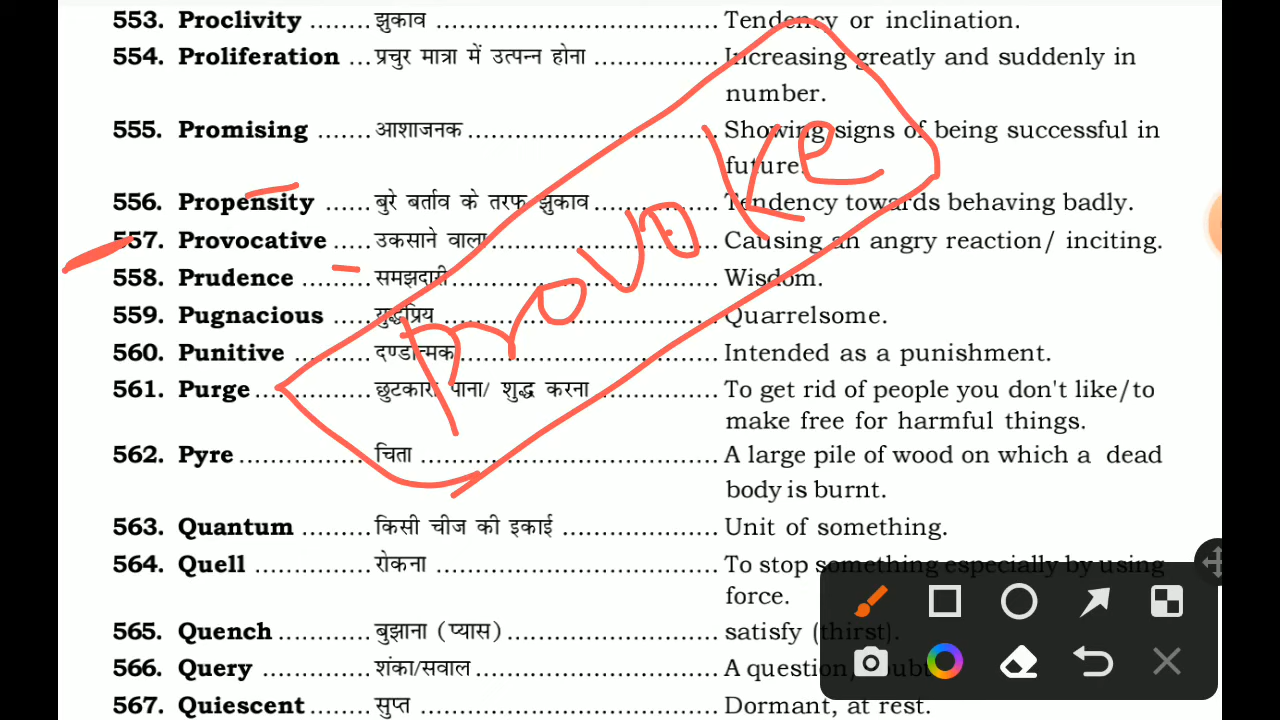 553. Proclivity .......... झुकाव .................................. Tendency or inclination.
554. Proliferation ... प्रचुर मात्रा में उत्पन्न होना ............... Increasing greatly and suddenly in
number.
555. Promising ....... आशाजनक .............................. Showing signs of being successful in
future.
556. Propensity ...... बुरे बर्ताव के तरफ झुकाव ............... Tendency towards behaving badly.
557. Provocative ..... उकसाने वाला ............................ Causing an angry reaction/ inciting.
558. Prudence ......... समझदारी ................................ Wisdom.
559. Pugnacious ..... युद्धप्रिय .................................. Quarrelsome.
560. Punitive .......... दण्डात्मक ............................... Intended as a punishment.
561. Purge .............. छुटकारा पाना/ शुद्ध करना ............... To get rid of people you don't like/to
make free for harmful things.
562. Pyre ................ चिता .................................... A large pile of wood on which a dead
body is burnt.
563. Quantum ......... किसी चीज की इकाई .................... Unit of something.
564. Quell .............. रोकना ................................... To stop something especially by using
force.
565. Quench ............ बुझाना (प्यास) .......................... satisfy (thirst).
566. Query .............. शंका/सवाल .............................. A question, doubt
567. Quiescent ....... सुप्त .................................... Dormant, at rest.
provoke